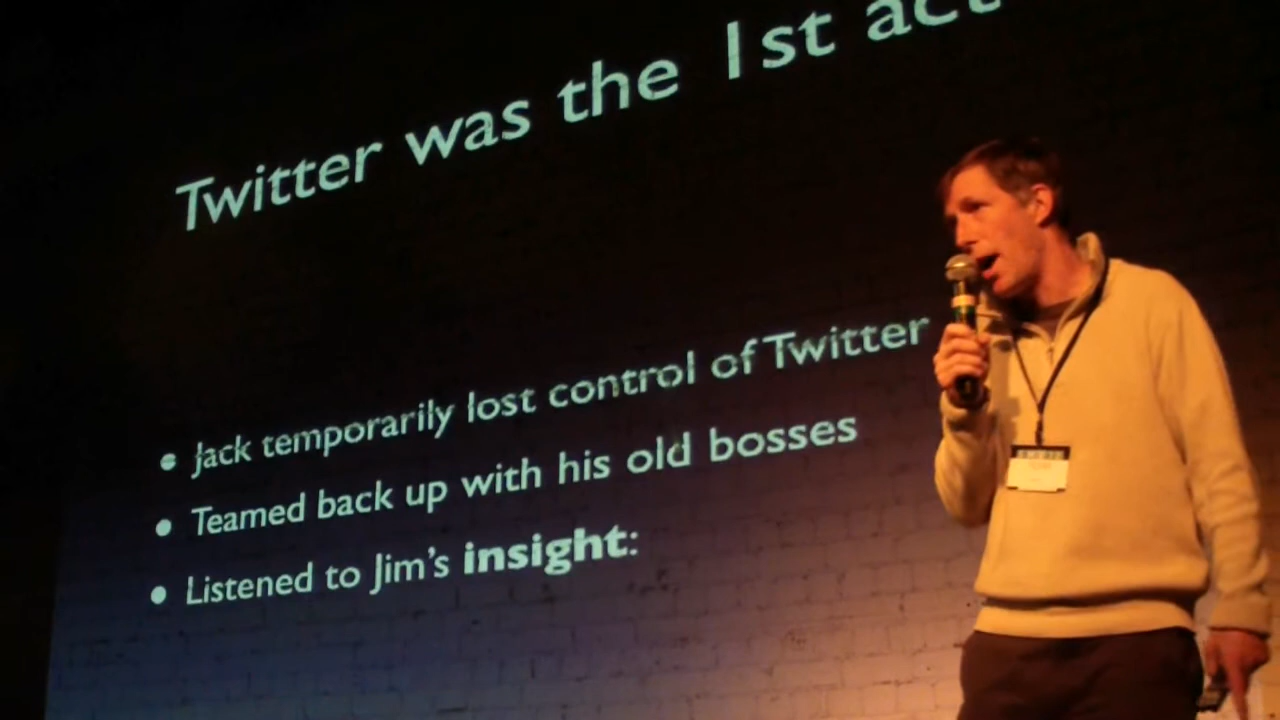 Twitter was the 1st act
• Jack temporarily lost control of Twitter
• Teamed back up with his old bosses
• Listened to Jim's insight: